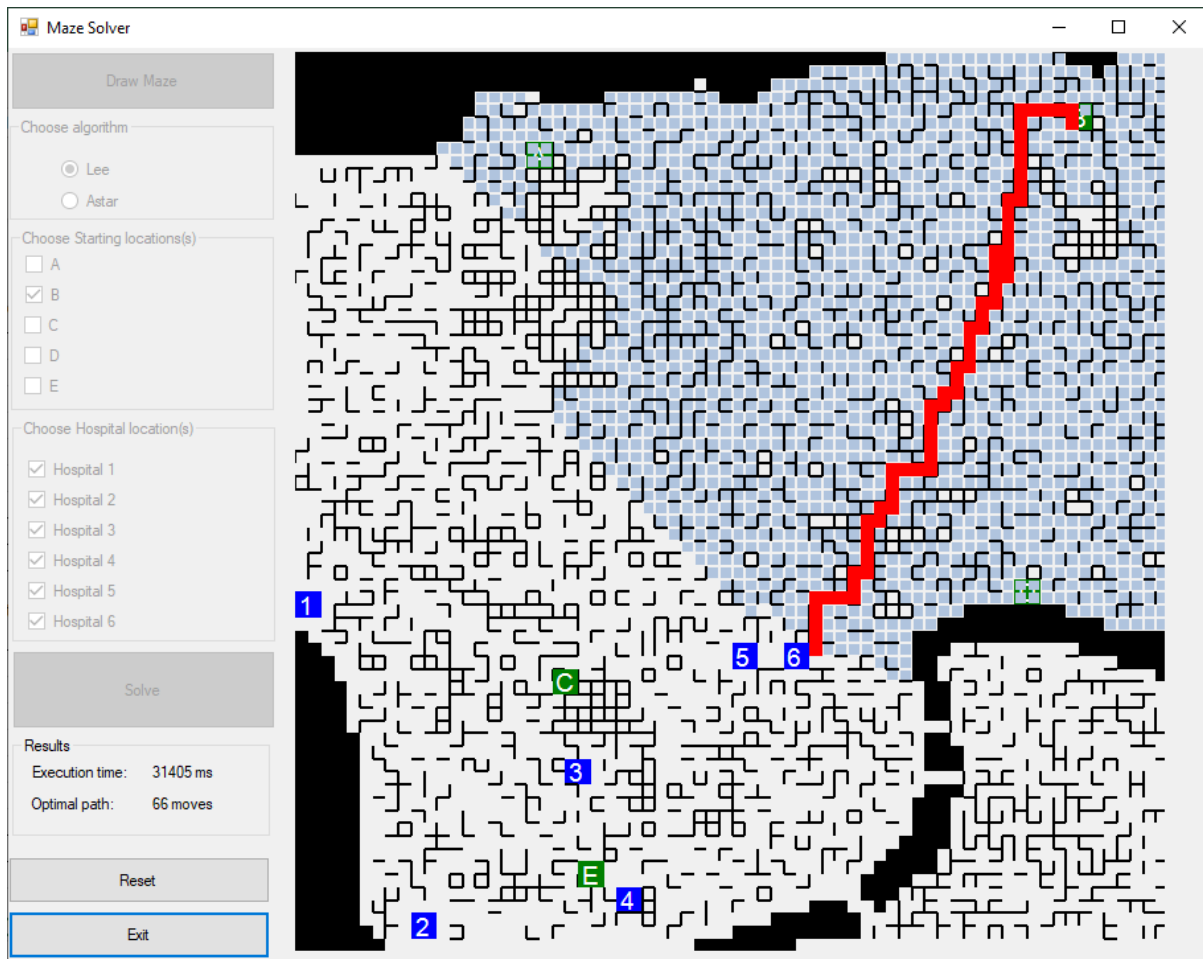 Maze Solver
Draw Maze
Choose algorithm
Lee
Astar
Choose Starting locations(s)
A
B
C
D
E
Choose Hospital location(s)
Hospital 1
Hospital 2
Hospital 3
Hospital 4
Hospital 5
Hospital 6
Solve
Results
Execution time: 31405 ms
Optimal path: 66 moves
Reset
Exit
1
5 6
C
3
E
4
2